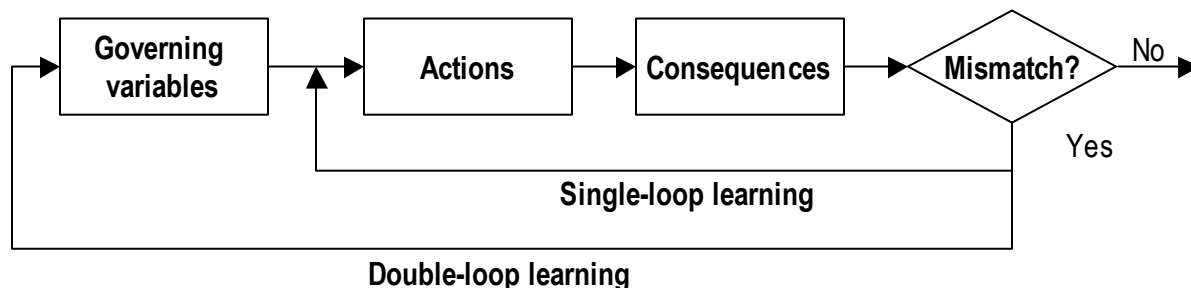 Governing
variables
Actions
Consequences
Mismatch?
No
Yes
Single-loop learning
Double-loop learning